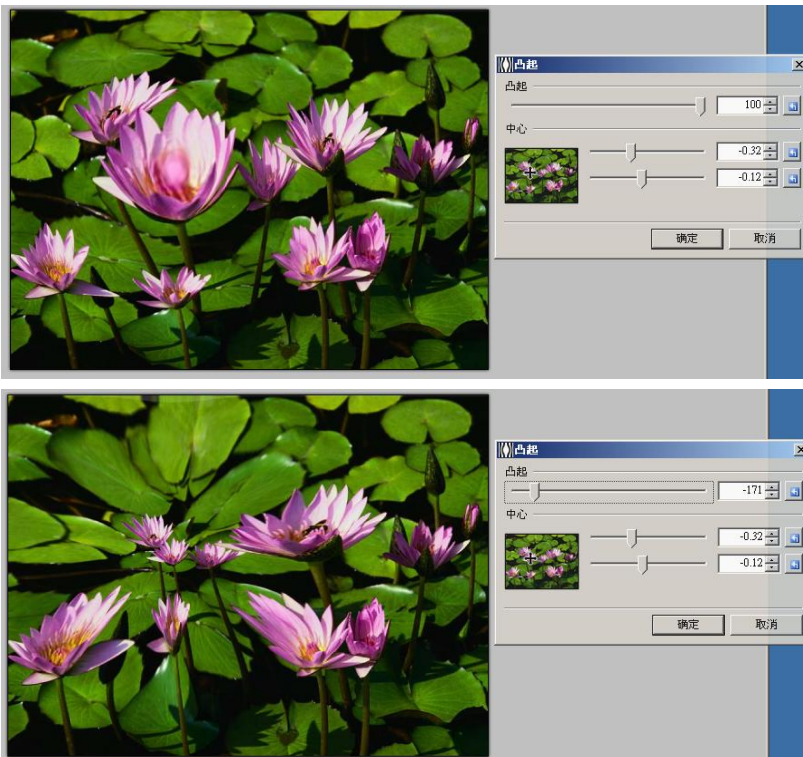 凸起
凸起
100
中心
-0.32
-0.12
确定 取消
凸起
凸起
-171
中心
-0.32
-0.12
确定 取消